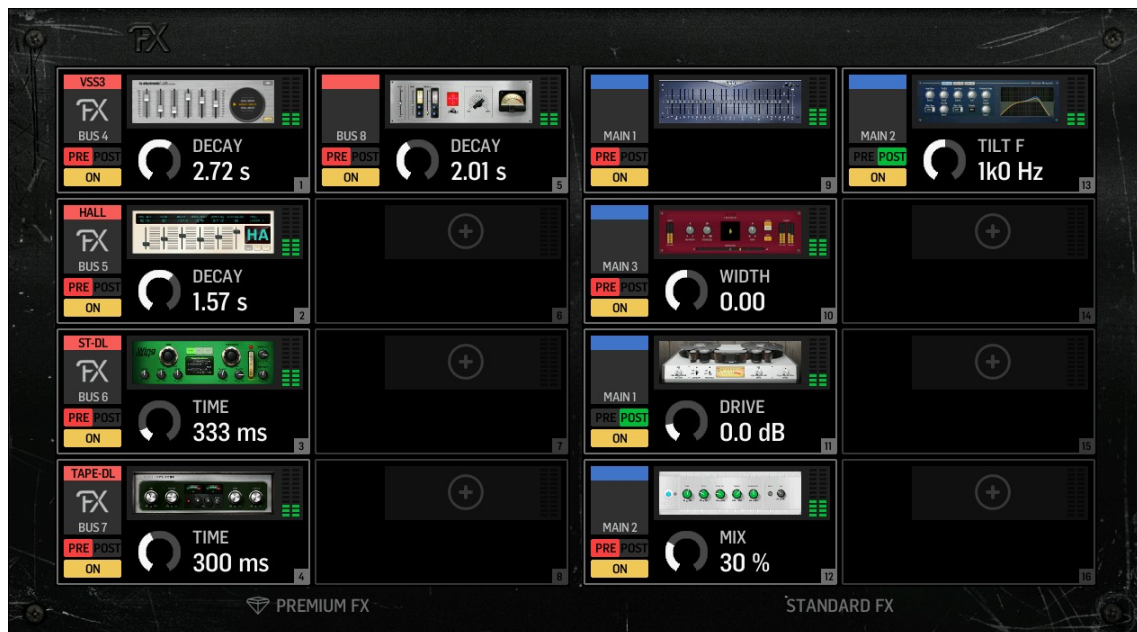 FX
VSS3
FX
BUS 4
PRE POST
ON
DECAY
2.72 s
1
BUS 8
PRE POST
ON
DECAY
2.01 s
5
MAIN 1
PRE POST
ON
9
MAIN 2
PRE POST
ON
TILT F
1k0 Hz
13
HALL
FX
BUS 5
PRE POST
ON
HA
DECAY
1.57 s
2
6
MAIN 3
PRE POST
ON
WIDTH
0.00
10
14
ST-DL
FX
BUS 6
PRE POST
ON
TIME
333 ms
3
7
MAIN 1
PRE POST
ON
DRIVE
0.0 dB
11
15
TAPE-DL
FX
BUS 7
PRE POST
ON
TIME
300 ms
4
8
MAIN 2
PRE POST
ON
MIX
30 %
12
16
PREMIUM FX
STANDARD FX